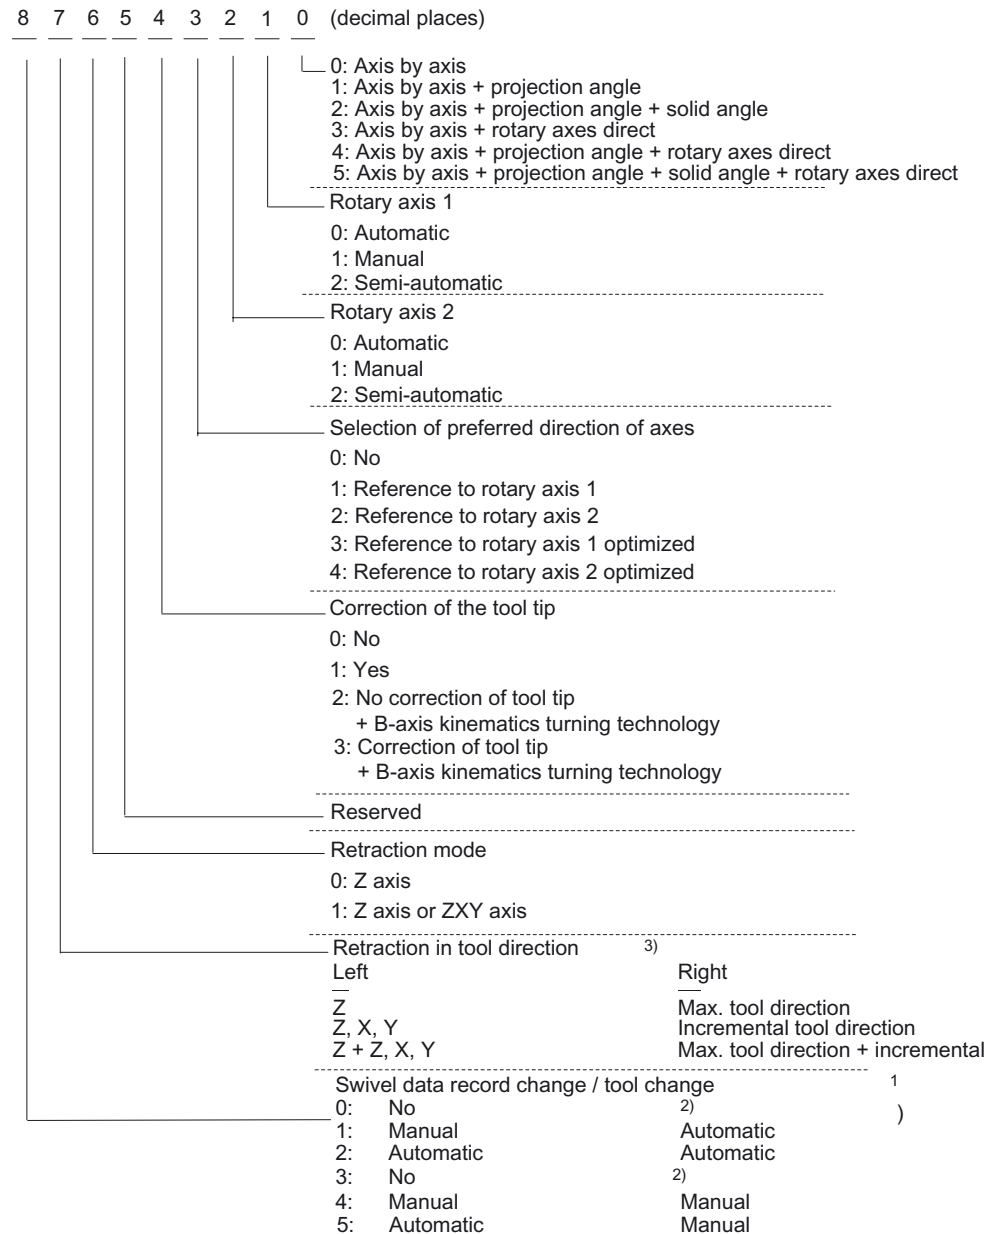 8 7 6 5 4 3 2 1 0 (decimal places)
0: Axis by axis
1: Axis by axis + projection angle
2: Axis by axis + projection angle + solid angle
3: Axis by axis + rotary axes direct
4: Axis by axis + projection angle + rotary axes direct
5: Axis by axis + projection angle + solid angle + rotary axes direct
Rotary axis 1
0: Automatic
1: Manual
2: Semi-automatic
Rotary axis 2
0: Automatic
1: Manual
2: Semi-automatic
Selection of preferred direction of axes
0: No
1: Reference to rotary axis 1
2: Reference to rotary axis 2
3: Reference to rotary axis 1 optimized
4: Reference to rotary axis 2 optimized
Correction of the tool tip
0: No
1: Yes
2: No correction of tool tip
+ B-axis kinematics turning technology
3: Correction of tool tip
+ B-axis kinematics turning technology
Reserved
Retraction mode
0: Z axis
1: Z axis or ZXY axis
Retraction in tool direction 3)
Left Right
Z Max. tool direction
Z, X, Y Incremental tool direction
Z + Z, X, Y Max. tool direction + incremental
Swivel data record change / tool change 1
0: No 2) )
1: Manual Automatic
2: Automatic Automatic
3: No 2)
4: Manual Manual
5: Automatic Manual